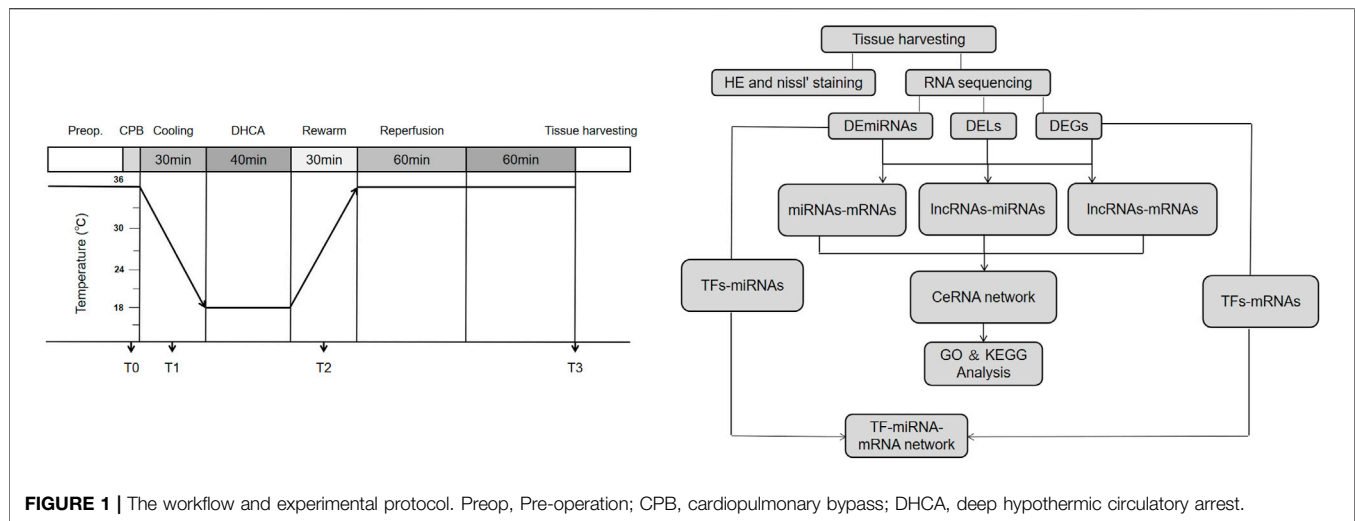 Preop. CPB Cooling DHCA Rewarm Reperfusion Tissue harvesting
30min 40min 30min 60min 60min
Temperature (°C)
36
30
24
18
T0 T1 T2 T3
Tissue harvesting
HE and nissl' staining RNA sequencing
DEmiRNAs DELs DEGs
miRNAs-mRNAs lncRNAs-miRNAs lncRNAs-mRNAs
TFs-miRNAs CeRNA network TFs-mRNAs
GO & KEGG
Analysis
TF-miRNA-
mRNA network
FIGURE 1 | The workflow and experimental protocol. Preop, Pre-operation; CPB, cardiopulmonary bypass; DHCA, deep hypothermic circulatory arrest.